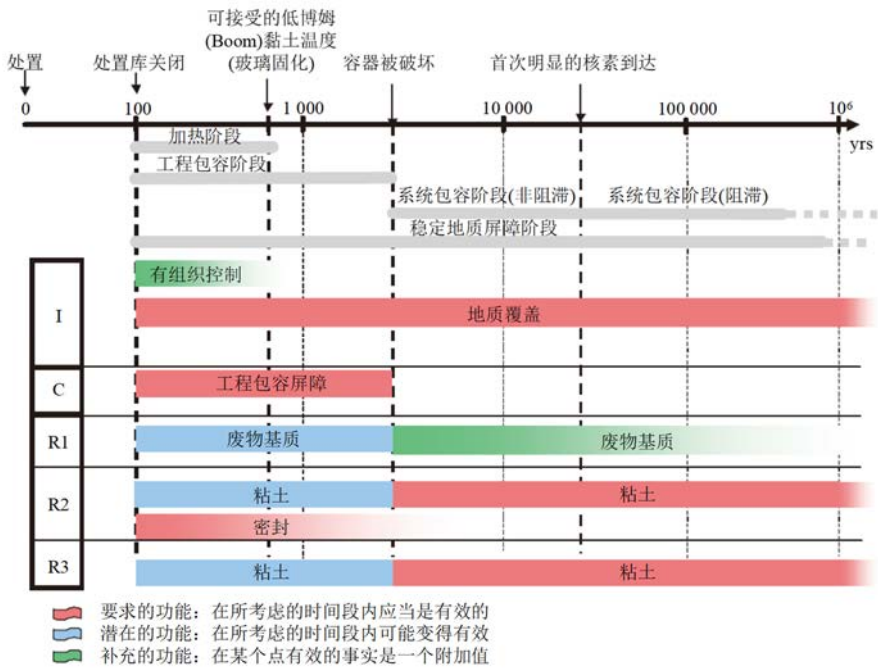 可接受的低博姆
(Boom)黏土温度
处置 处置库关闭 (玻璃固化) 容器被破坏 首次明显的核素到达
0 100 1 000 10 000 100 000 10⁶
yrs
加热阶段
工程包容阶段
系统包容阶段(非阻滞) 系统包容阶段(阻滞)
稳定地质屏障阶段
有组织控制
I 地质覆盖
C 工程包容屏障
R1 废物基质 废物基质
R2 粘土 粘土
密封
R3 粘土 粘土
要求的功能：在所考虑的时间段内应当是有效的
潜在的功能：在所考虑的时间段内可能变得有效
补充的功能：在某个点有效的事实是一个附加值